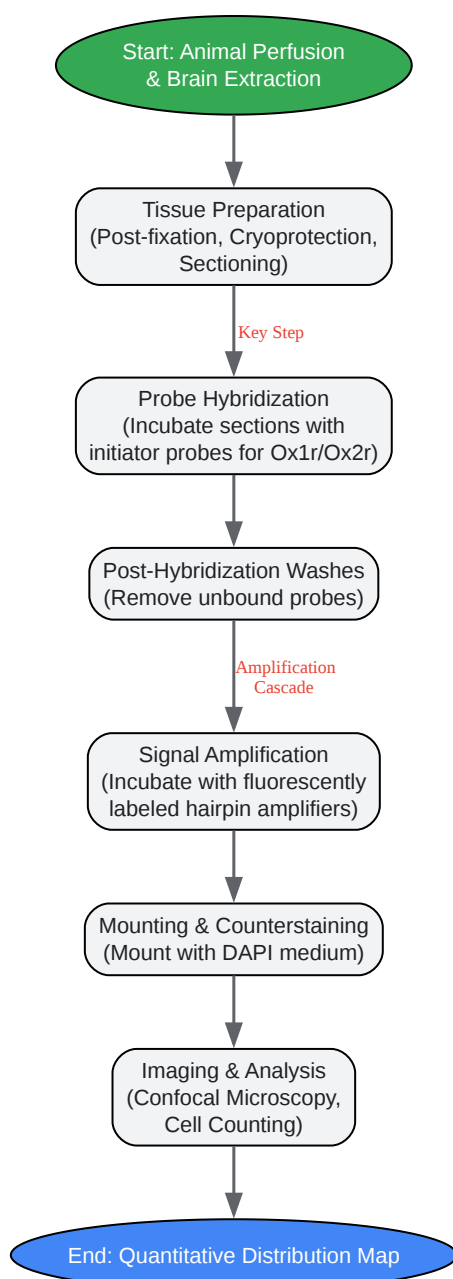 Start: Animal Perfusion
& Brain Extraction
Tissue Preparation
(Post-fixation, Cryoprotection,
Sectioning)
Key Step
Probe Hybridization
(Incubate sections with
initiator probes for Ox1r/Ox2r)
Post-Hybridization Washes
(Remove unbound probes)
Amplification
Cascade
Signal Amplification
(Incubate with fluorescently
labeled hairpin amplifiers)
Mounting & Counterstaining
(Mount with DAPI medium)
Imaging & Analysis
(Confocal Microscopy,
Cell Counting)
End: Quantitative Distribution Map